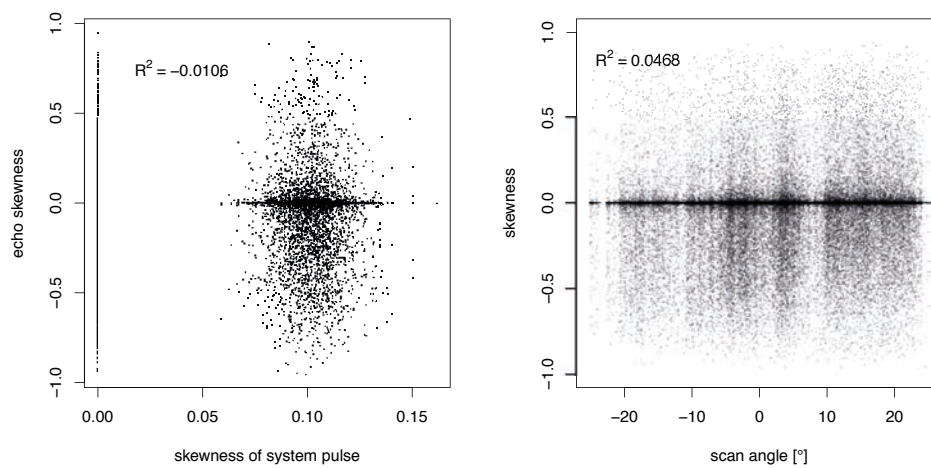 R² = −0.0106
1.0
0.5
0.0
−0.5
−1.0
echo skewness
0.00 0.05 0.10 0.15
skewness of system pulse
R² = 0.0468
1.0
0.5
0.0
−0.5
−1.0
skewness
−20 −10 0 10 20
scan angle [°]